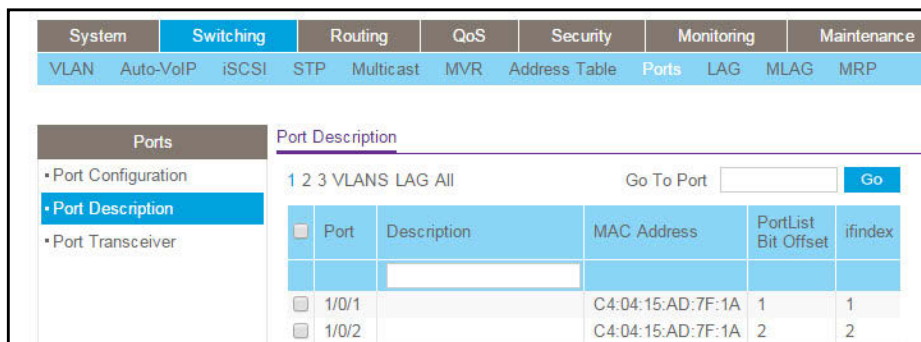 System Switching Routing QoS Security Monitoring Maintenance
VLAN Auto-VoIP iSCSI STP Multicast MVR Address Table Ports LAG MLAG MRP
Ports
Port Configuration
Port Description
Port Transceiver
Port Description
1 2 3 VLANS LAG All Go To Port Go
Port Description MAC Address PortList Bit Offset ifindex
1/0/1 C4:04:15:AD:7F:1A 1 1
1/0/2 C4:04:15:AD:7F:1A 2 2